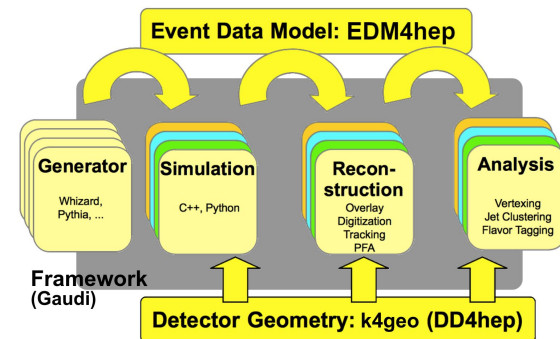 Event Data Model: EDM4hep
Generator
Whizard,
Pythia, ...
Simulation
C++, Python
Recon-
struction
Overlay
Digitization
Tracking
PFA
Analysis
Vertexing
Jet Clustering
Flavor Tagging
Framework
(Gaudi)
Detector Geometry: k4geo (DD4hep)